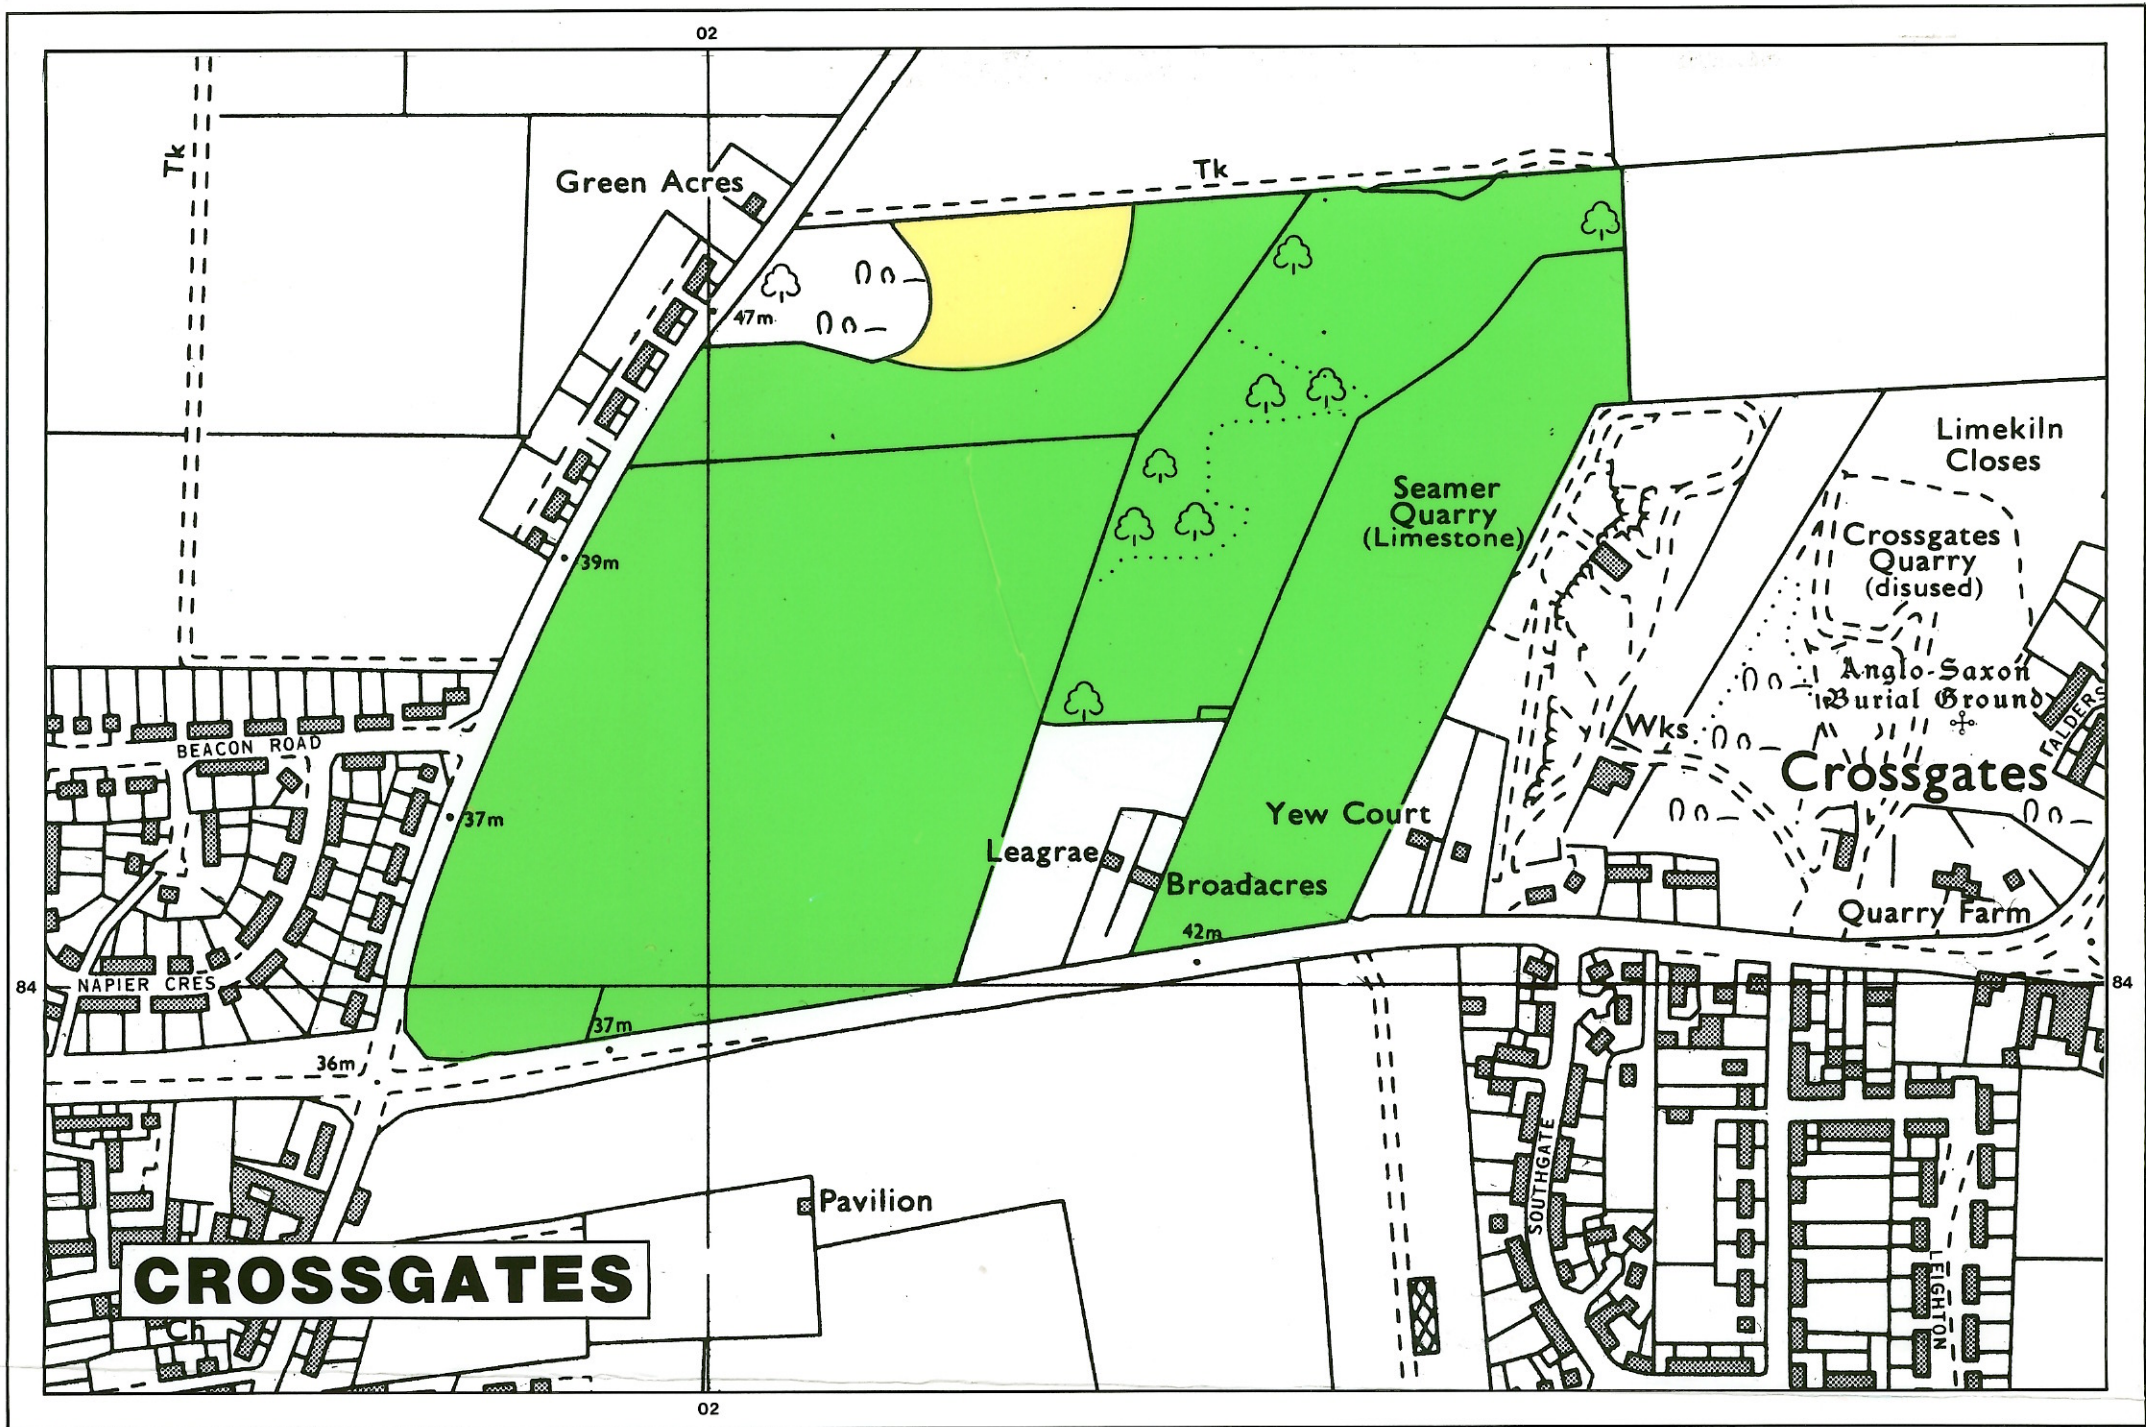 02
Tk
Green Acres
Tk
47m
Limekiln
Closes
Seamer
Quarry
(Limestone)
Crossgates
Quarry
(disused)
39m
Anglo-Saxon
Burial Ground
ALDERS
Wks
BEACON ROAD
Crossgates
37m
Yew Court
Leagrae
Broadacres
Quarry Farm
42m
84
NAPIER CRES
84
37m
36m
SOUTHGATE
Pavilion
CROSSGATES
LEIGHTON
Ch
02